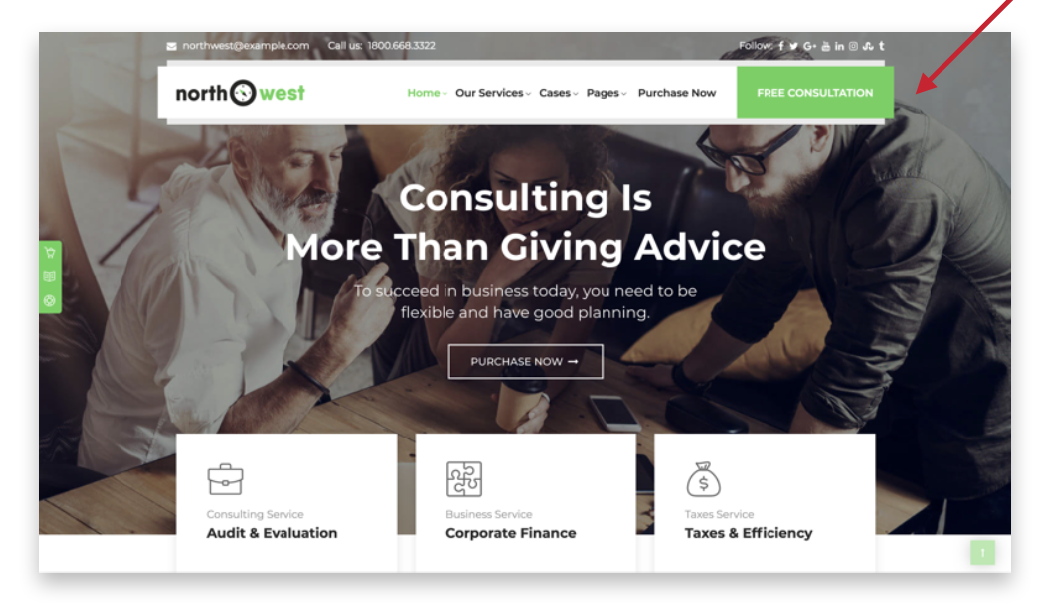 northwest@example.com Call us: 1800.668.3322 Follow:
north west Home Our Services Cases Pages Purchase Now FREE CONSULTATION
Consulting Is
More Than Giving Advice
To succeed in business today, you need to be
flexible and have good planning.
PURCHASE NOW →
Consulting Service Business Service Taxes Service
Audit & Evaluation Corporate Finance Taxes & Efficiency